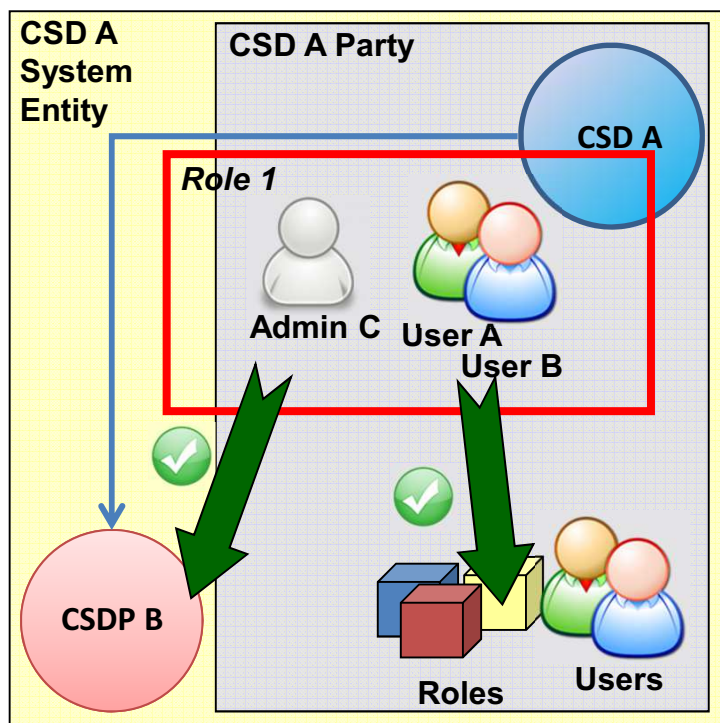 CSD A
System
Entity
CSD A Party
CSD A
Role 1
Admin C
User A
User B
CSDP B
Roles
Users